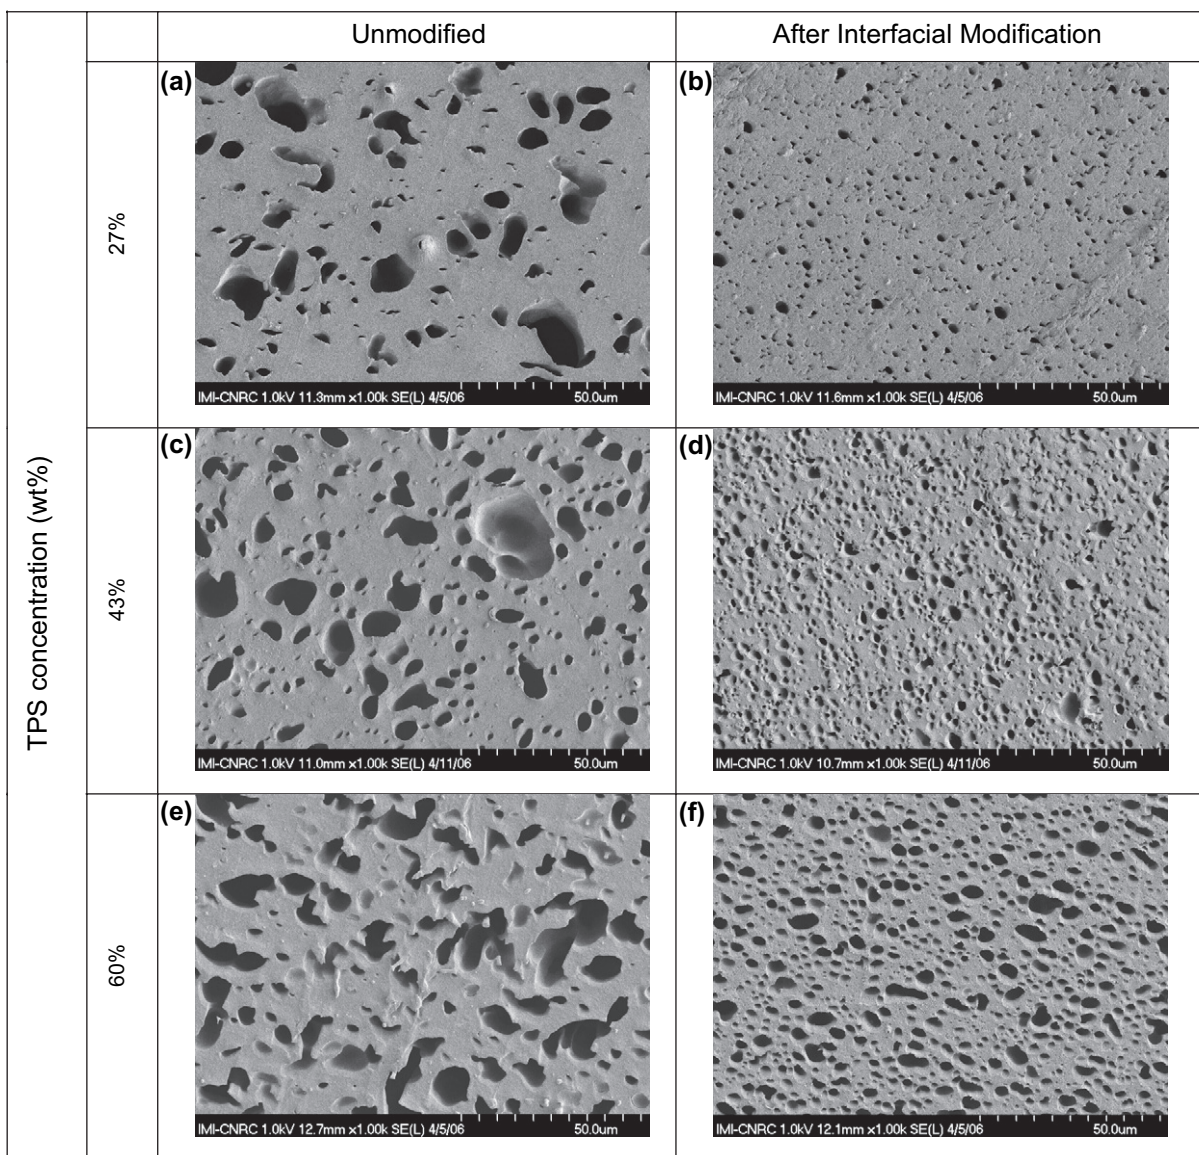 Unmodified
After Interfacial Modification
TPS concentration (wt%)
27%
(a)
IMI-CNRC 1.0kV 11.3mm x1.00k SE(L) 4/5/06 50.0um
(b)
IMI-CNRC 1.0kV 11.6mm x1.00k SE(L) 4/5/06 50.0um
43%
(c)
IMI-CNRC 1.0kV 11.0mm x1.00k SE(L) 4/11/06 50.0um
(d)
IMI-CNRC 1.0kV 10.7mm x1.00k SE(L) 4/11/06 50.0um
60%
(e)
IMI-CNRC 1.0kV 12.7mm x1.00k SE(L) 4/5/06 50.0um
(f)
IMI-CNRC 1.0kV 12.1mm x1.00k SE(L) 4/5/06 50.0um